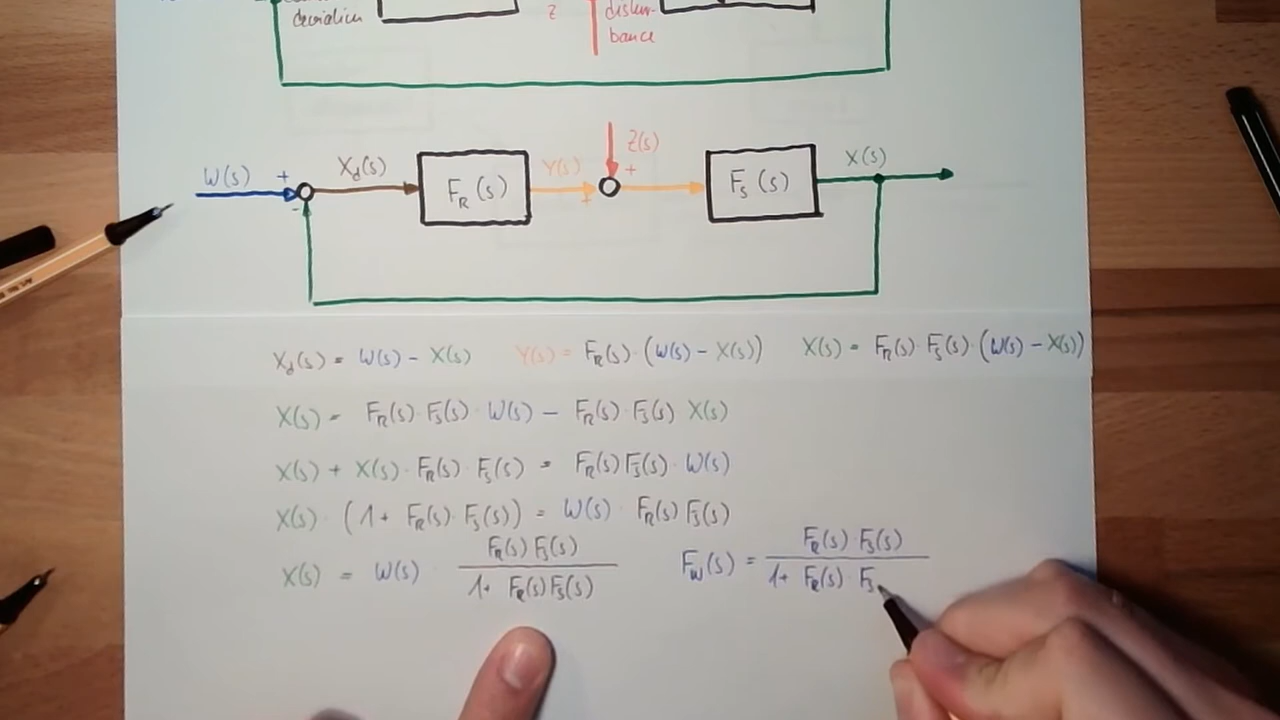 deviation
z
distur-
bance
W(s) + - X_d(s) F_R(s) Y(s) + Z(s) + F_S(s) X(s)
X_d(s) = W(s) - X(s) Y(s) = F_R(s) · (W(s) - X(s)) X(s) = F_R(s) · F_S(s) · (W(s) - X(s))
X(s) = F_R(s) · F_S(s) · W(s) - F_R(s) · F_S(s) X(s)
X(s) + X(s) · F_R(s) · F_S(s) = F_R(s) F_S(s) · W(s)
X(s) · (1 + F_R(s) · F_S(s)) = W(s) · F_R(s) F_S(s)
F_R(s) F_S(s) F_R(s) F_S(s)
X(s) = W(s) · F_W(s) =
1 + F_R(s) F_S(s) 1 + F_R(s) · F_S